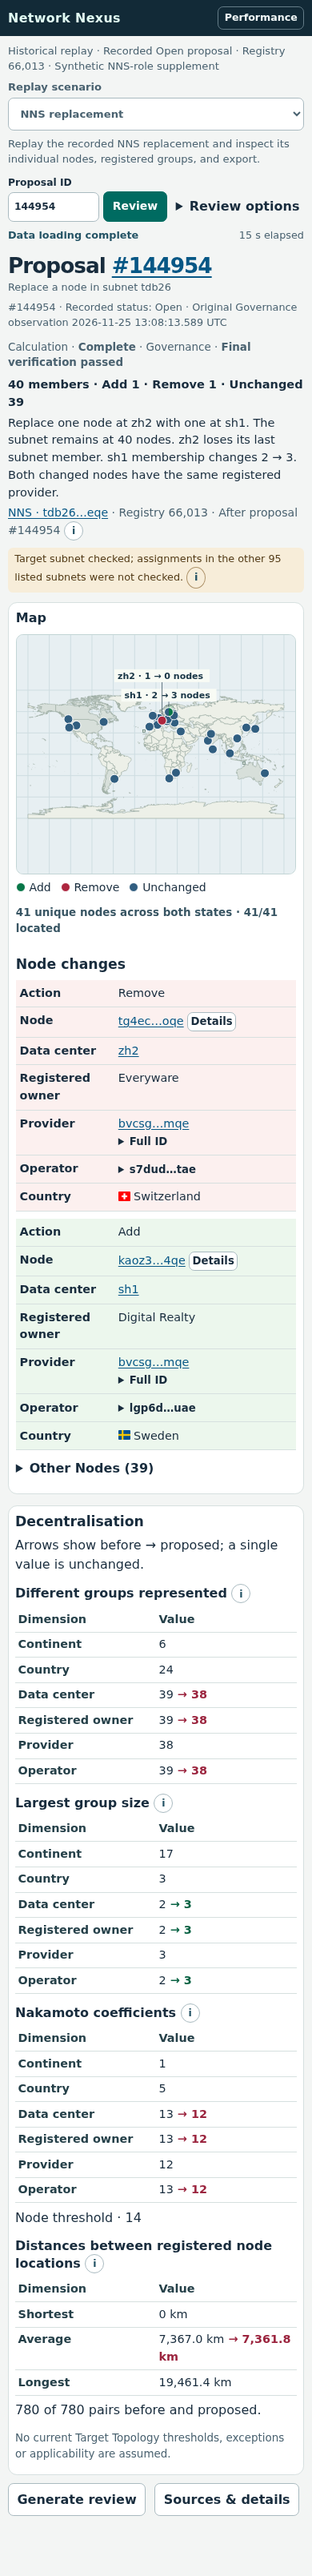 Network Nexus
Performance
Historical replay · Recorded Open proposal · Registry
66,013 · Synthetic NNS-role supplement
Replay scenario
NNS replacement
Replay the recorded NNS replacement and inspect its
individual nodes, registered groups, and export.
Proposal ID
144954
Review
▶ Review options
Data loading complete
15 s elapsed
Proposal #144954
Replace a node in subnet tdb26
#144954 · Recorded status: Open · Original Governance
observation 2026-11-25 13:08:13.589 UTC
Calculation · Complete · Governance · Final
verification passed
40 members · Add 1 · Remove 1 · Unchanged
39
Replace one node at zh2 with one at sh1. The
subnet remains at 40 nodes. zh2 loses its last
subnet member. sh1 membership changes 2 → 3.
Both changed nodes have the same registered
provider.
NNS · tdb26…eqe · Registry 66,013 · After proposal
#144954 i
Target subnet checked; assignments in the other 95
listed subnets were not checked. i
Map
zh2 · 1 → 0 nodes
sh1 · 2 → 3 nodes
Add Remove Unchanged
41 unique nodes across both states · 41/41
located
Node changes
Action Remove
Node tg4ec…oqe Details
Data center zh2
Registered Everyware
owner
Provider bvcsg…mqe
▶ Full ID
Operator ▶ s7dud…tae
Country Switzerland
Action Add
Node kaoz3…4qe Details
Data center sh1
Registered Digital Realty
owner
Provider bvcsg…mqe
▶ Full ID
Operator ▶ lgp6d…uae
Country Sweden
▶ Other Nodes (39)
Decentralisation
Arrows show before → proposed; a single
value is unchanged.
Different groups represented i
Dimension Value
Continent 6
Country 24
Data center 39 → 38
Registered owner 39 → 38
Provider 38
Operator 39 → 38
Largest group size i
Dimension Value
Continent 17
Country 3
Data center 2 → 3
Registered owner 2 → 3
Provider 3
Operator 2 → 3
Nakamoto coefficients i
Dimension Value
Continent 1
Country 5
Data center 13 → 12
Registered owner 13 → 12
Provider 12
Operator 13 → 12
Node threshold · 14
Distances between registered node
locations i
Dimension Value
Shortest 0 km
Average 7,367.0 km → 7,361.8
km
Longest 19,461.4 km
780 of 780 pairs before and proposed.
No current Target Topology thresholds, exceptions
or applicability are assumed.
Generate review
Sources & details